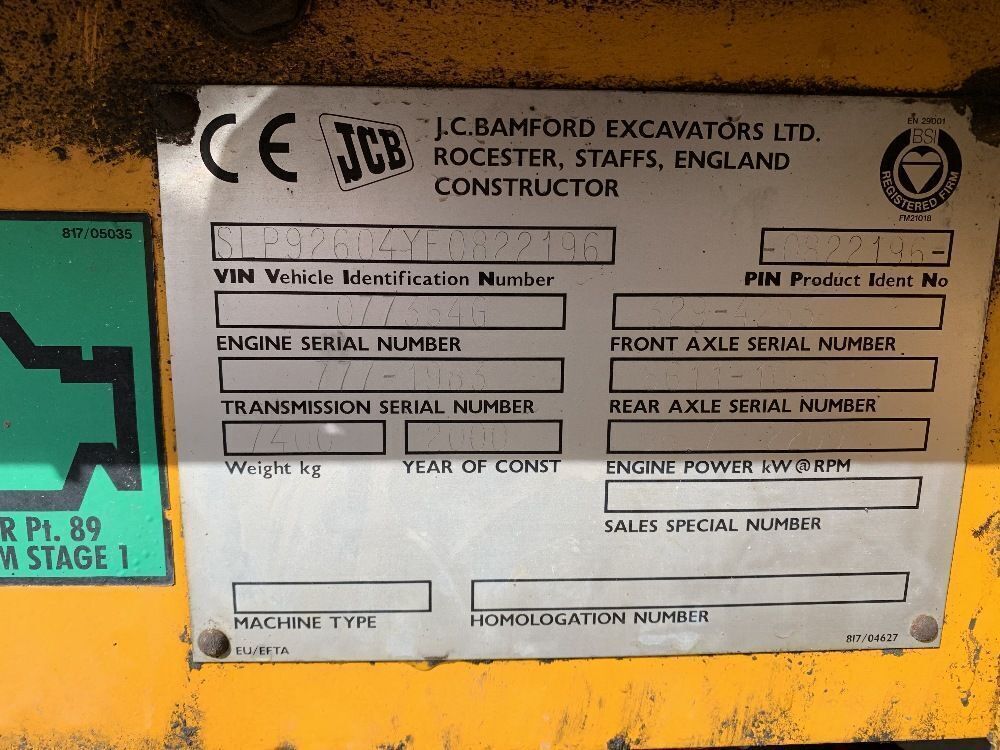 CE JCB J.C.BAMFORD EXCAVATORS LTD.
ROCESTER, STAFFS, ENGLAND
CONSTRUCTOR
EN 29001
BSI
REGISTERED FIRM
FM21018
817/05035
SLP92604YE0822196
-0822196-
VIN Vehicle Identification Number
PIN Product Ident No
ENGINE SERIAL NUMBER
FRONT AXLE SERIAL NUMBER
TRANSMISSION SERIAL NUMBER
REAR AXLE SERIAL NUMBER
7400
2000
Weight kg
YEAR OF CONST
ENGINE POWER kW@RPM
SALES SPECIAL NUMBER
R Pt. 89
M STAGE 1
MACHINE TYPE
HOMOLOGATION NUMBER
EU/EFTA
817/04627